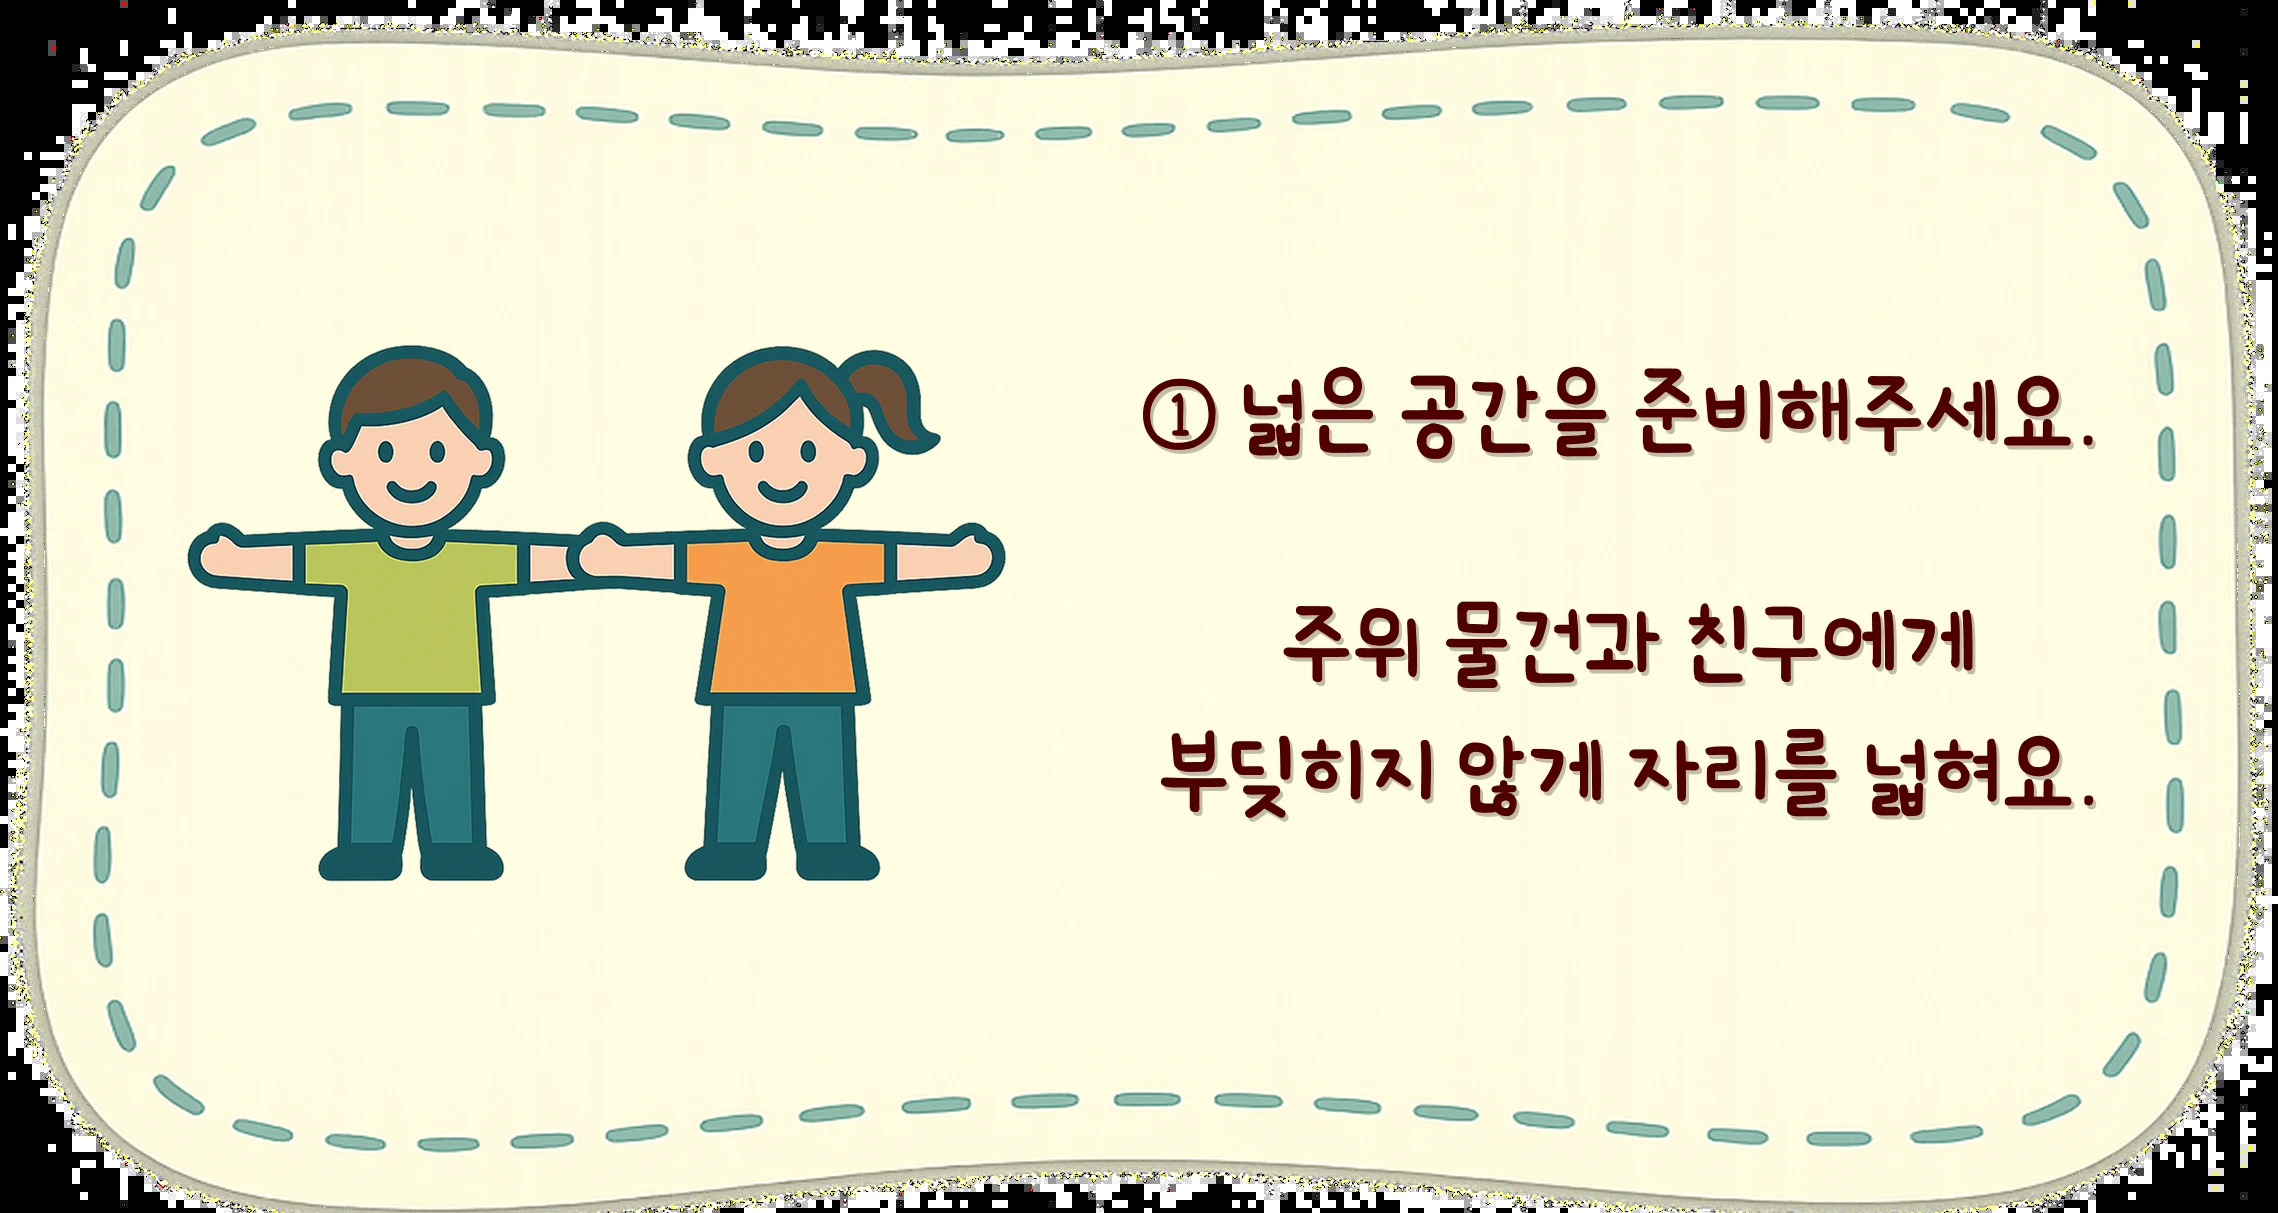 ① 넓은 공간을 준비해주세요.
주위 물건과 친구에게
부딪히지 않게 자리를 넓혀요.